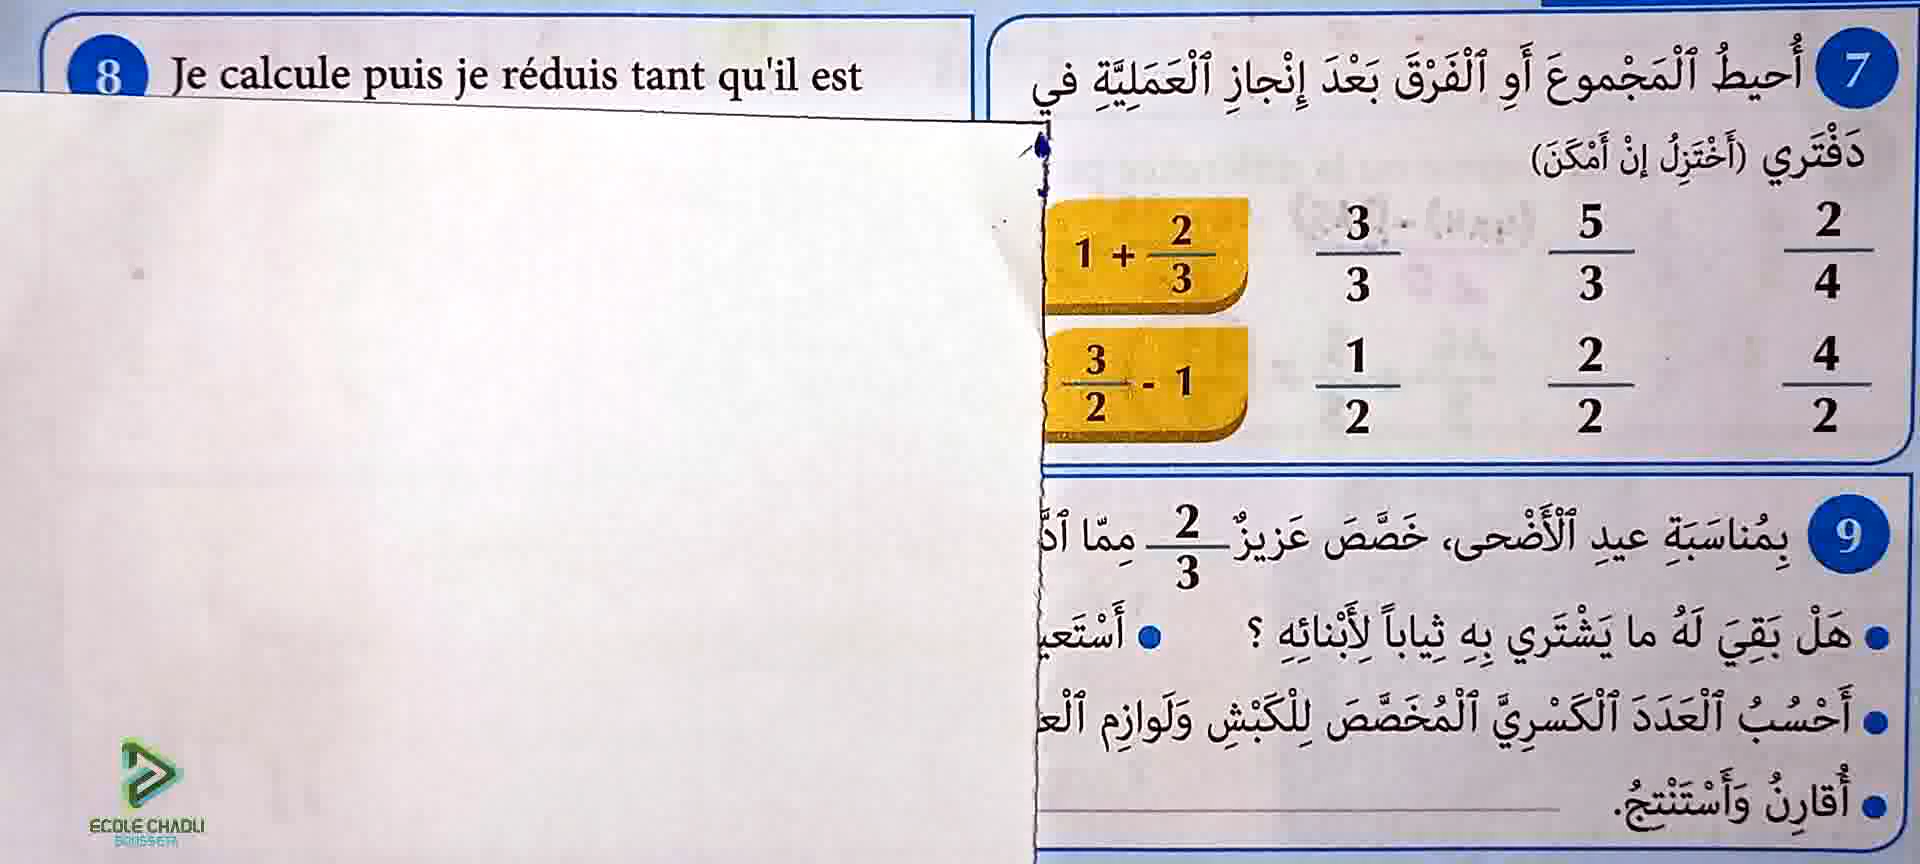 8 Je calcule puis je réduis tant qu'il est
7 أُحيطُ ٱلْمَجْموعَ أَوِ ٱلْفَرْقَ بَعْدَ إِنْجازِ ٱلْعَمَلِيَّةِ في
دَفْتَري (أَخْتَزِلُ إِنْ أَمْكَنَ)
1 + 2/3 3/3 5/3 2/4
3/2 - 1 1/2 2/2 4/2
9 بِمُناسَبَةِ عيدِ ٱلْأَضْحى، خَصَّصَ عَزيزٌ 2/3 مِمّا
● هَلْ بَقِيَ لَهُ ما يَشْتَري بِهِ ثِياباً لِأَبْنائِهِ ؟ ●
● أَحْسُبُ ٱلْعَدَدَ ٱلْكَسْرِيَّ ٱلْمُخَصَّصَ لِلْكَبْشِ وَلَوازِمِ
● أُقارِنُ وَأَسْتَنْتِجُ.
ECOLE CHADLI